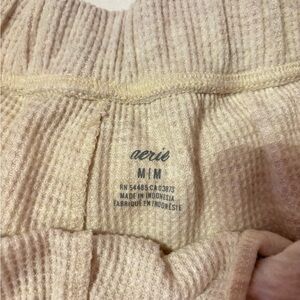 aerie
M|M
RN 54485 CA 03873
MADE IN INDONESIA
FABRIQUÉ EN INDONÉSIE